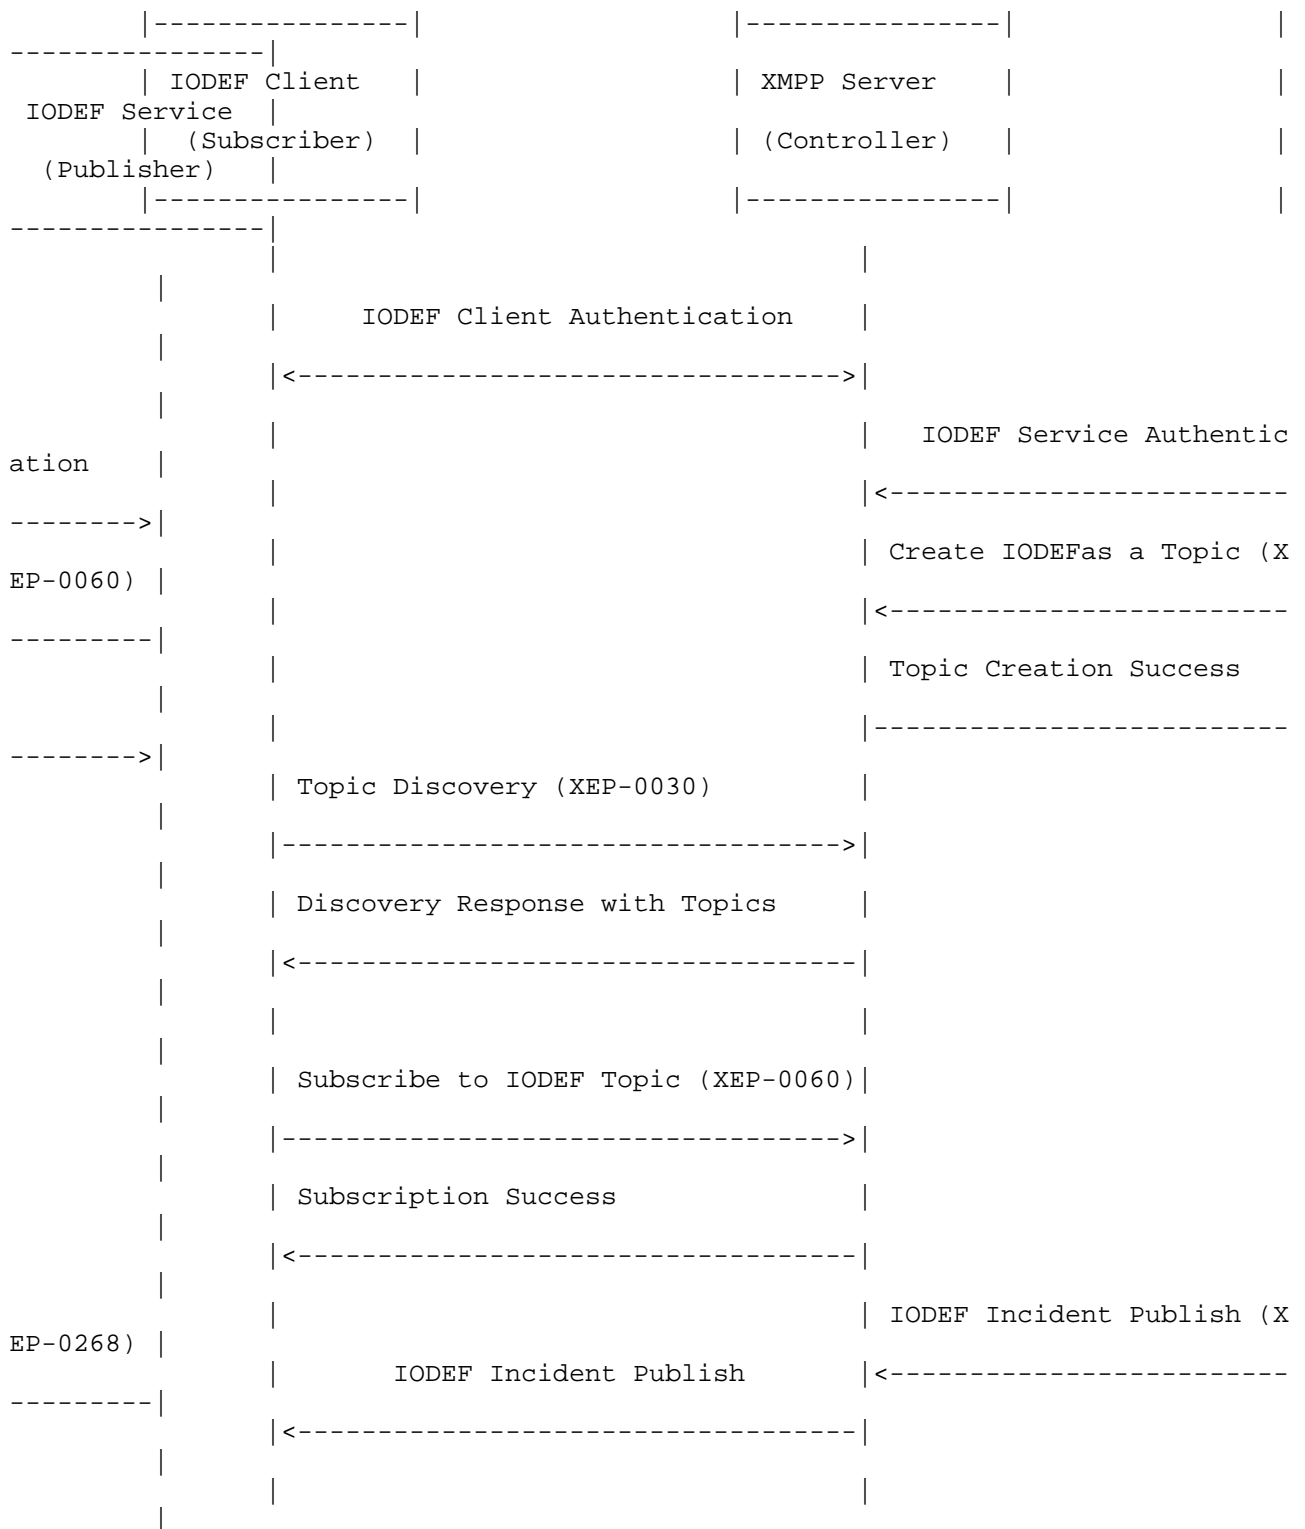 |----------------| |----------------| |
----------------|
| IODEF Client | | XMPP Server | |
IODEF Service |
| (Subscriber) | | (Controller) | |
(Publisher) |
|----------------| |----------------| |
----------------|
| |
|
| IODEF Client Authentication |
|
|<---------------------------------->|
|
| | IODEF Service Authentic
ation |
| |<--------------------------
-------->|
| | Create IODEFas a Topic (X
EP-0060) |
| |<-------------------------
---------|
| | Topic Creation Success
|
| |--------------------------
-------->|
| Topic Discovery (XEP-0030) |
|
|----------------------------------->|
|
| Discovery Response with Topics |
|
|<-----------------------------------|
|
| |
|
| Subscribe to IODEF Topic (XEP-0060)|
|
|----------------------------------->|
|
| Subscription Success |
|
|<-----------------------------------|
|
| | IODEF Incident Publish (X
EP-0268) |
| IODEF Incident Publish |<-------------------------
---------|
|<-----------------------------------|
|
| |
|